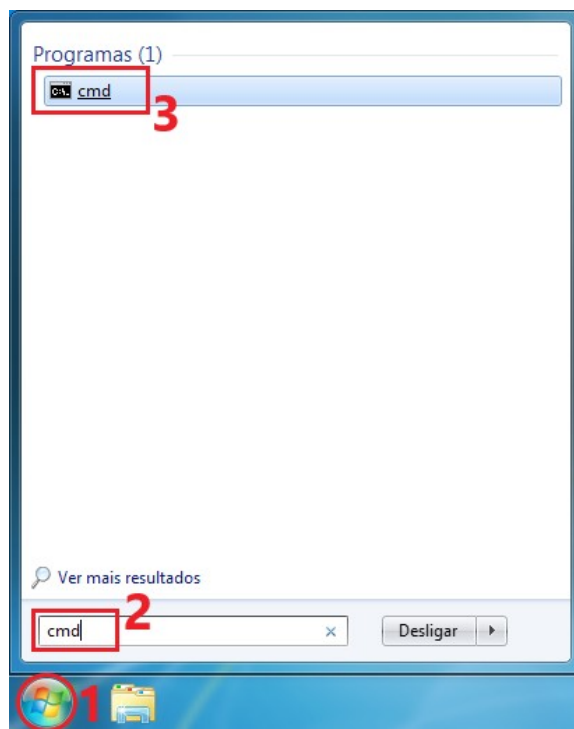 Programas (1)
C:\. cmd
3
Ver mais resultados
cmd 2
Desligar
1